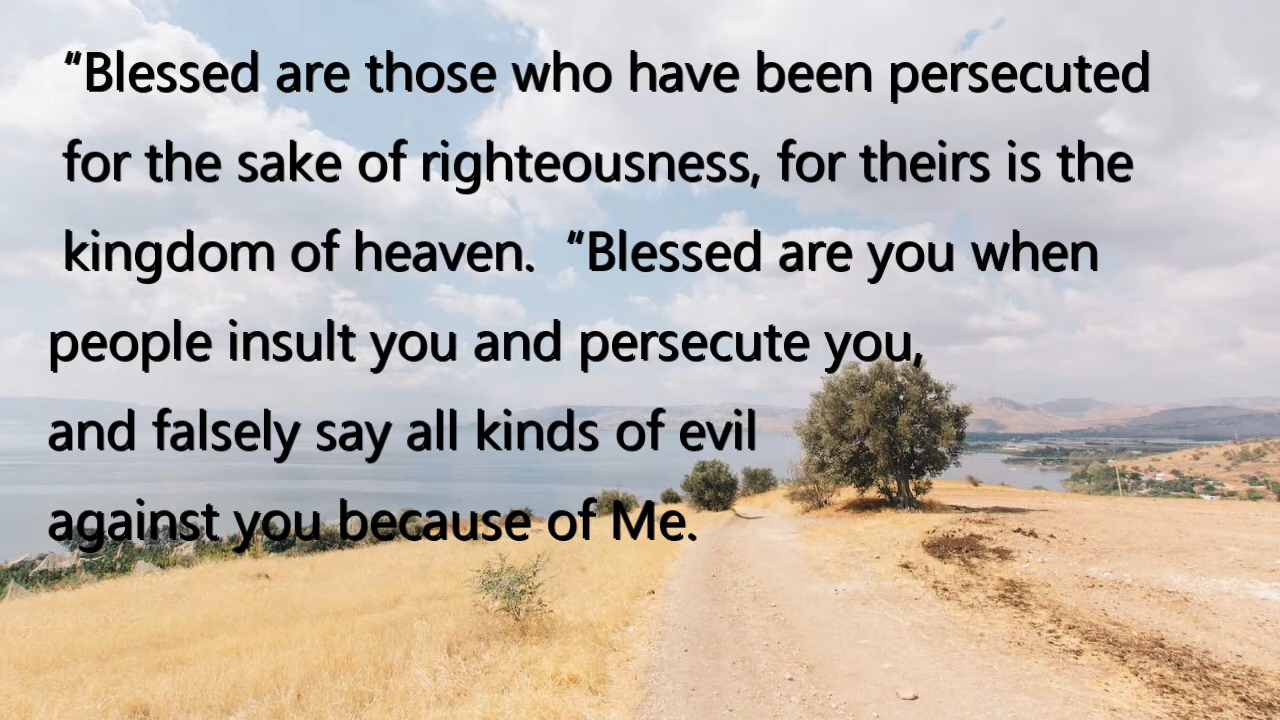 “Blessed are those who have been persecuted
for the sake of righteousness, for theirs is the
kingdom of heaven.  “Blessed are you when
people insult you and persecute you,
and falsely say all kinds of evil
against you because of Me.